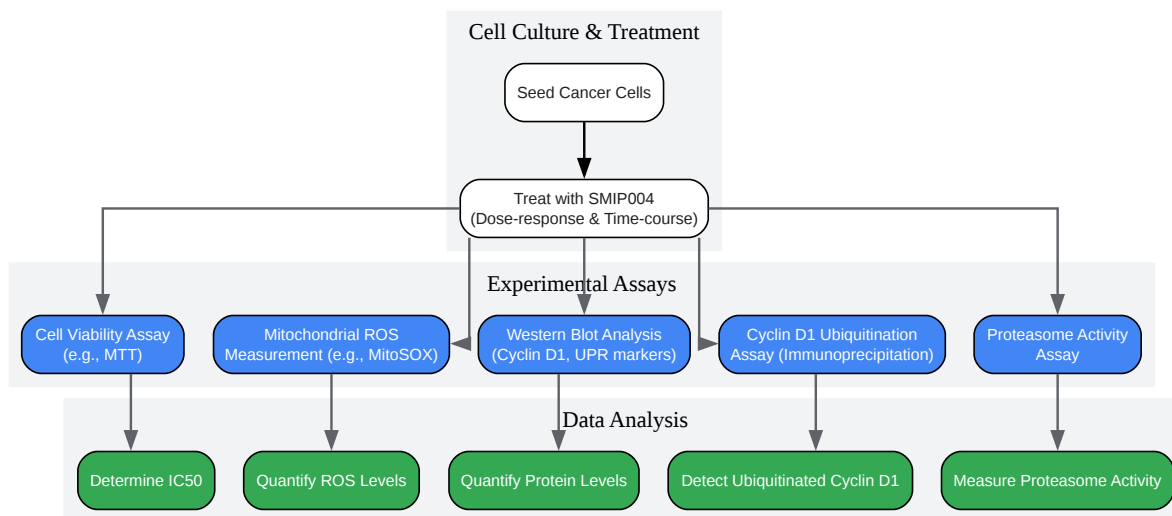 Cell Culture & Treatment
Seed Cancer Cells
Treat with SMIP004
(Dose-response & Time-course)
Experimental Assays
Cell Viability Assay
(e.g., MTT)
Mitochondrial ROS
Measurement (e.g., MitoSOX)
Western Blot Analysis
(Cyclin D1, UPR markers)
Cyclin D1 Ubiquitination
Assay (Immunoprecipitation)
Proteasome Activity
Assay
Data Analysis
Determine IC50
Quantify ROS Levels
Quantify Protein Levels
Detect Ubiquitinated Cyclin D1
Measure Proteasome Activity